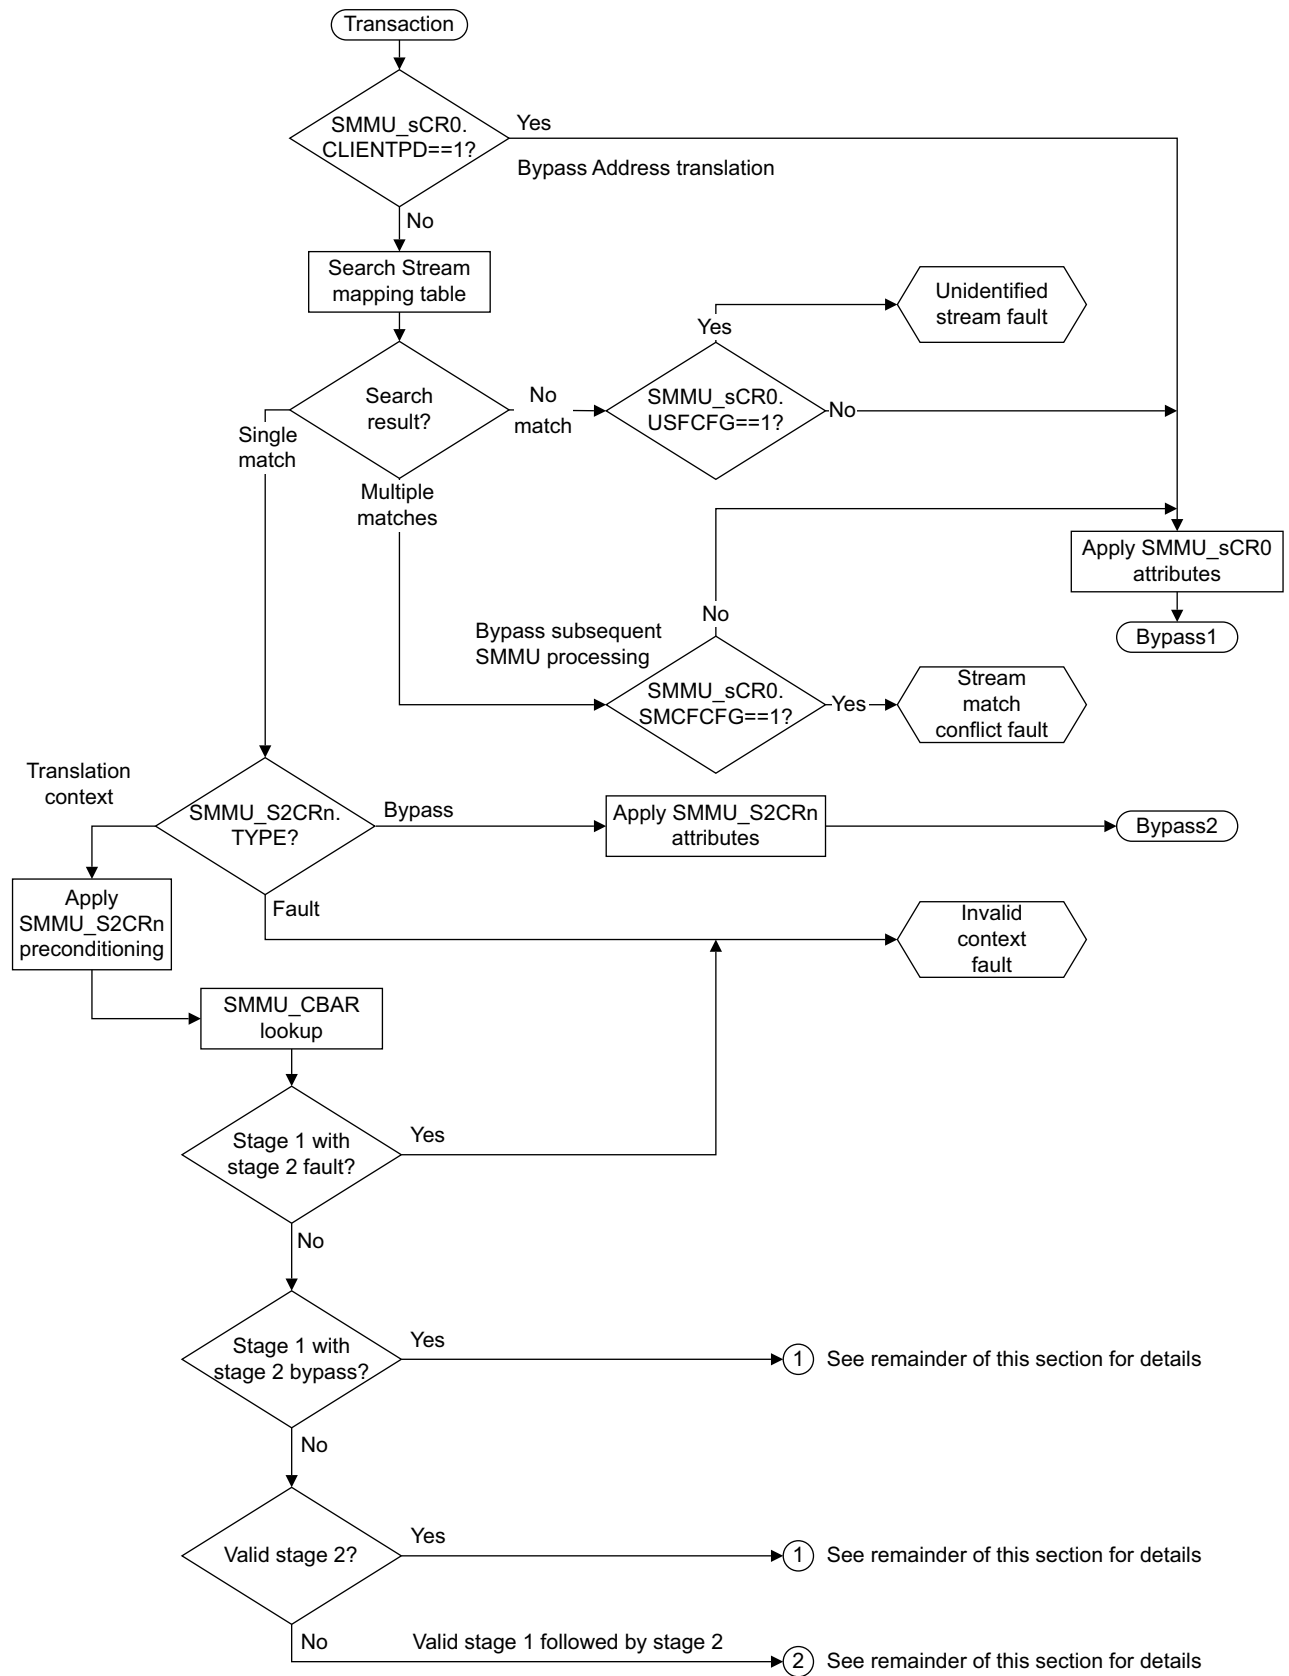 Transaction
SMMU_sCR0.
CLIENTPD==1?
Yes
Bypass Address translation
No
Search Stream
mapping table
Unidentified
stream fault
Yes
Search
result?
No
match
SMMU_sCR0.
USFCFG==1?
No
Single
match
Multiple
matches
Apply SMMU_sCR0
attributes
No
Bypass1
Bypass subsequent
SMMU processing
SMMU_sCR0.
SMCFCFG==1?
Yes
Stream
match
conflict fault
Translation
context
SMMU_S2CRn.
TYPE?
Bypass
Apply SMMU_S2CRn
attributes
Bypass2
Apply
SMMU_S2CRn
preconditioning
Fault
Invalid
context
fault
SMMU_CBAR
lookup
Stage 1 with
stage 2 fault?
Yes
No
Stage 1 with
stage 2 bypass?
Yes
1 See remainder of this section for details
No
Valid stage 2?
Yes
1 See remainder of this section for details
No
Valid stage 1 followed by stage 2
2 See remainder of this section for details